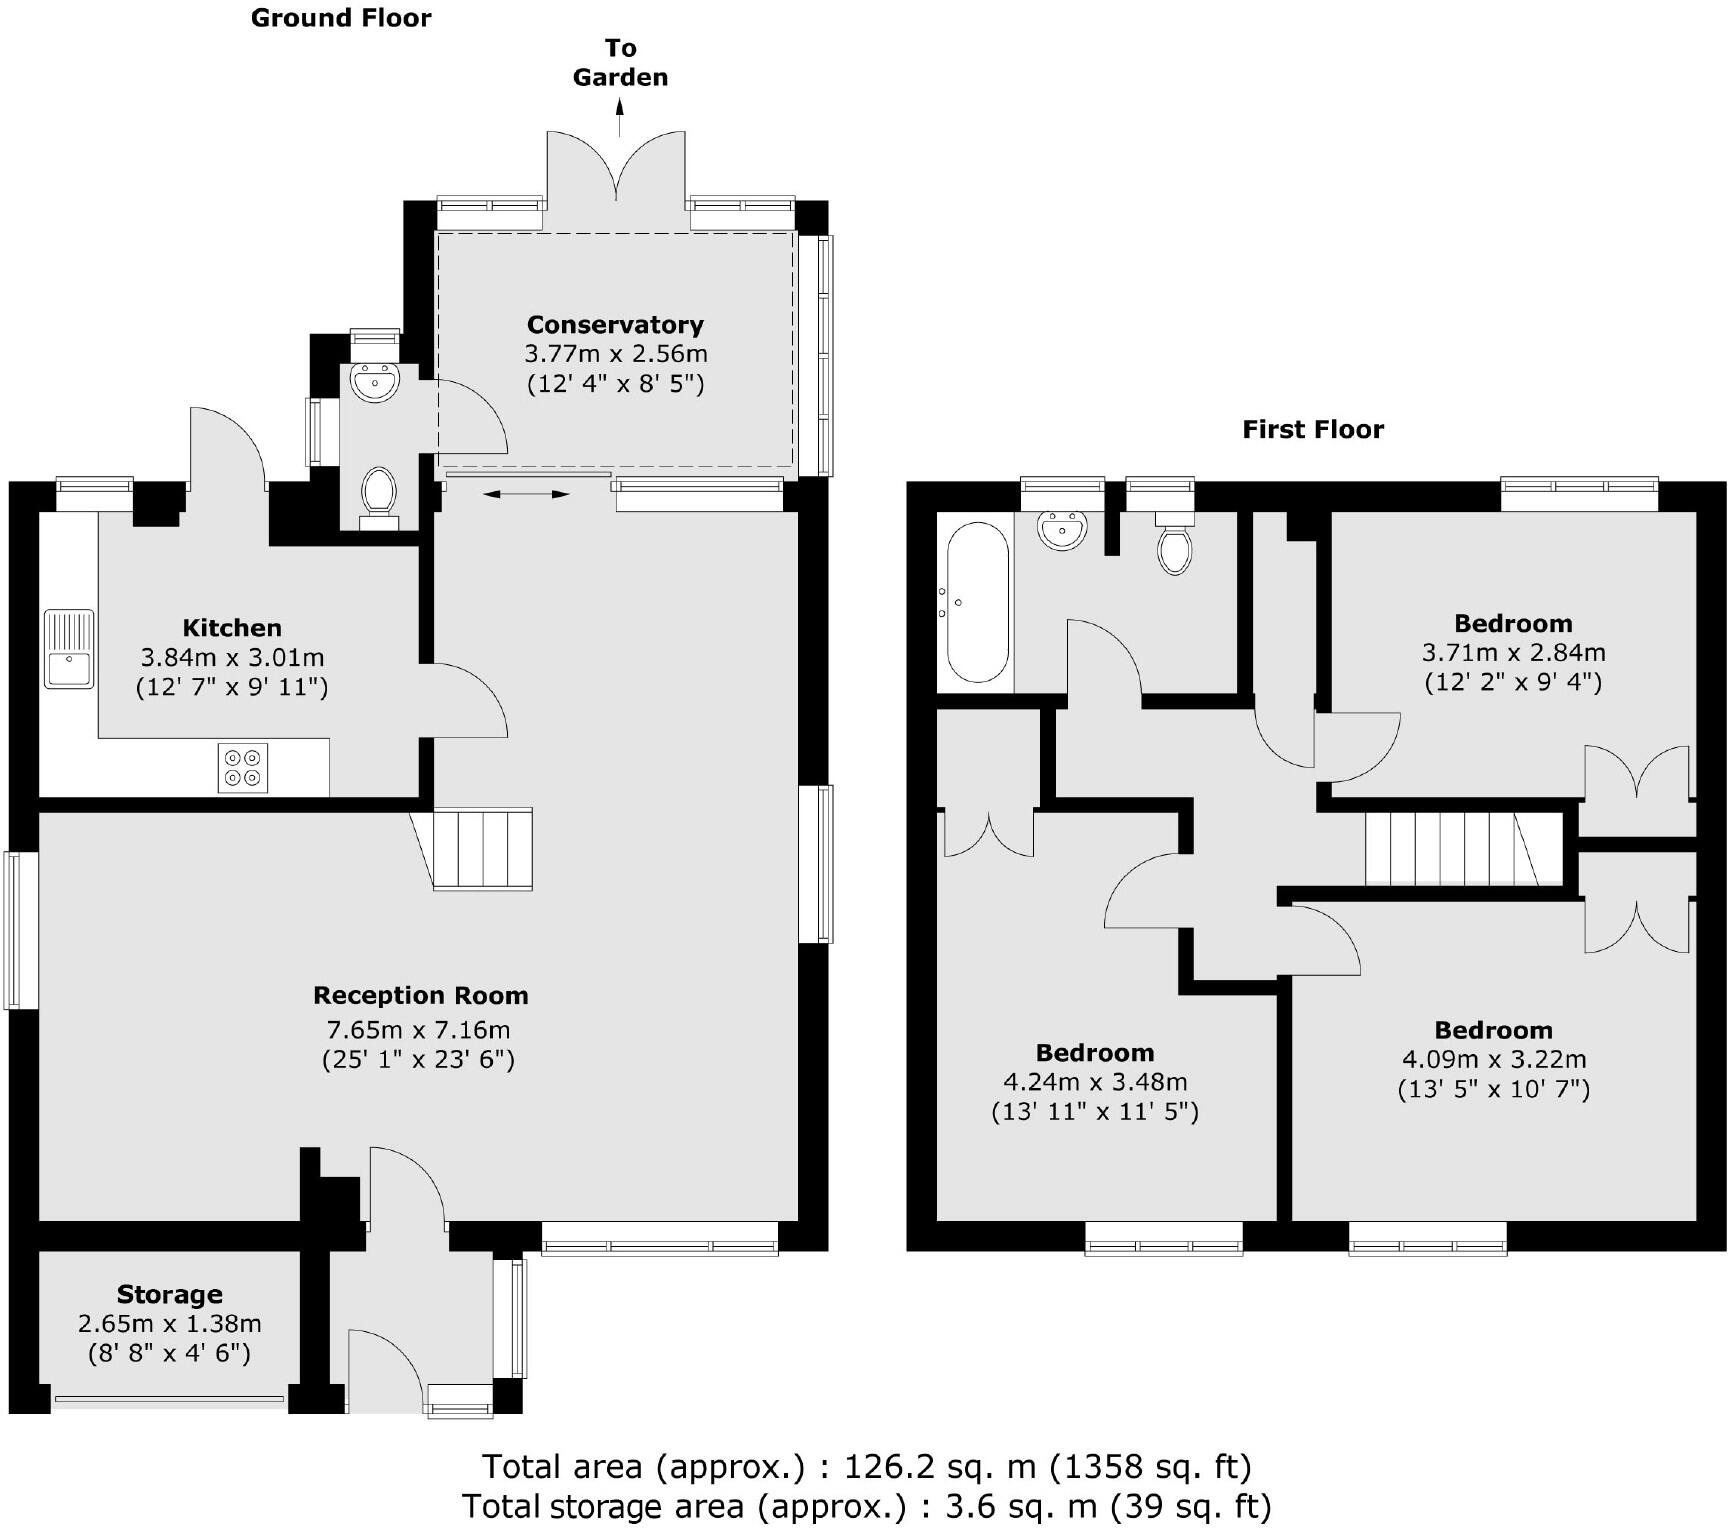 Ground Floor
To
Garden
Conservatory
3.77m x 2.56m
(12' 4" x 8' 5")
First Floor
Kitchen
3.84m x 3.01m
(12' 7" x 9' 11")
Bedroom
3.71m x 2.84m
(12' 2" x 9' 4")
Reception Room
7.65m x 7.16m
(25' 1" x 23' 6")
Bedroom
4.24m x 3.48m
(13' 11" x 11' 5")
Bedroom
4.09m x 3.22m
(13' 5" x 10' 7")
Storage
2.65m x 1.38m
(8' 8" x 4' 6")
Total area (approx.) : 126.2 sq. m (1358 sq. ft)
Total storage area (approx.) : 3.6 sq. m (39 sq. ft)